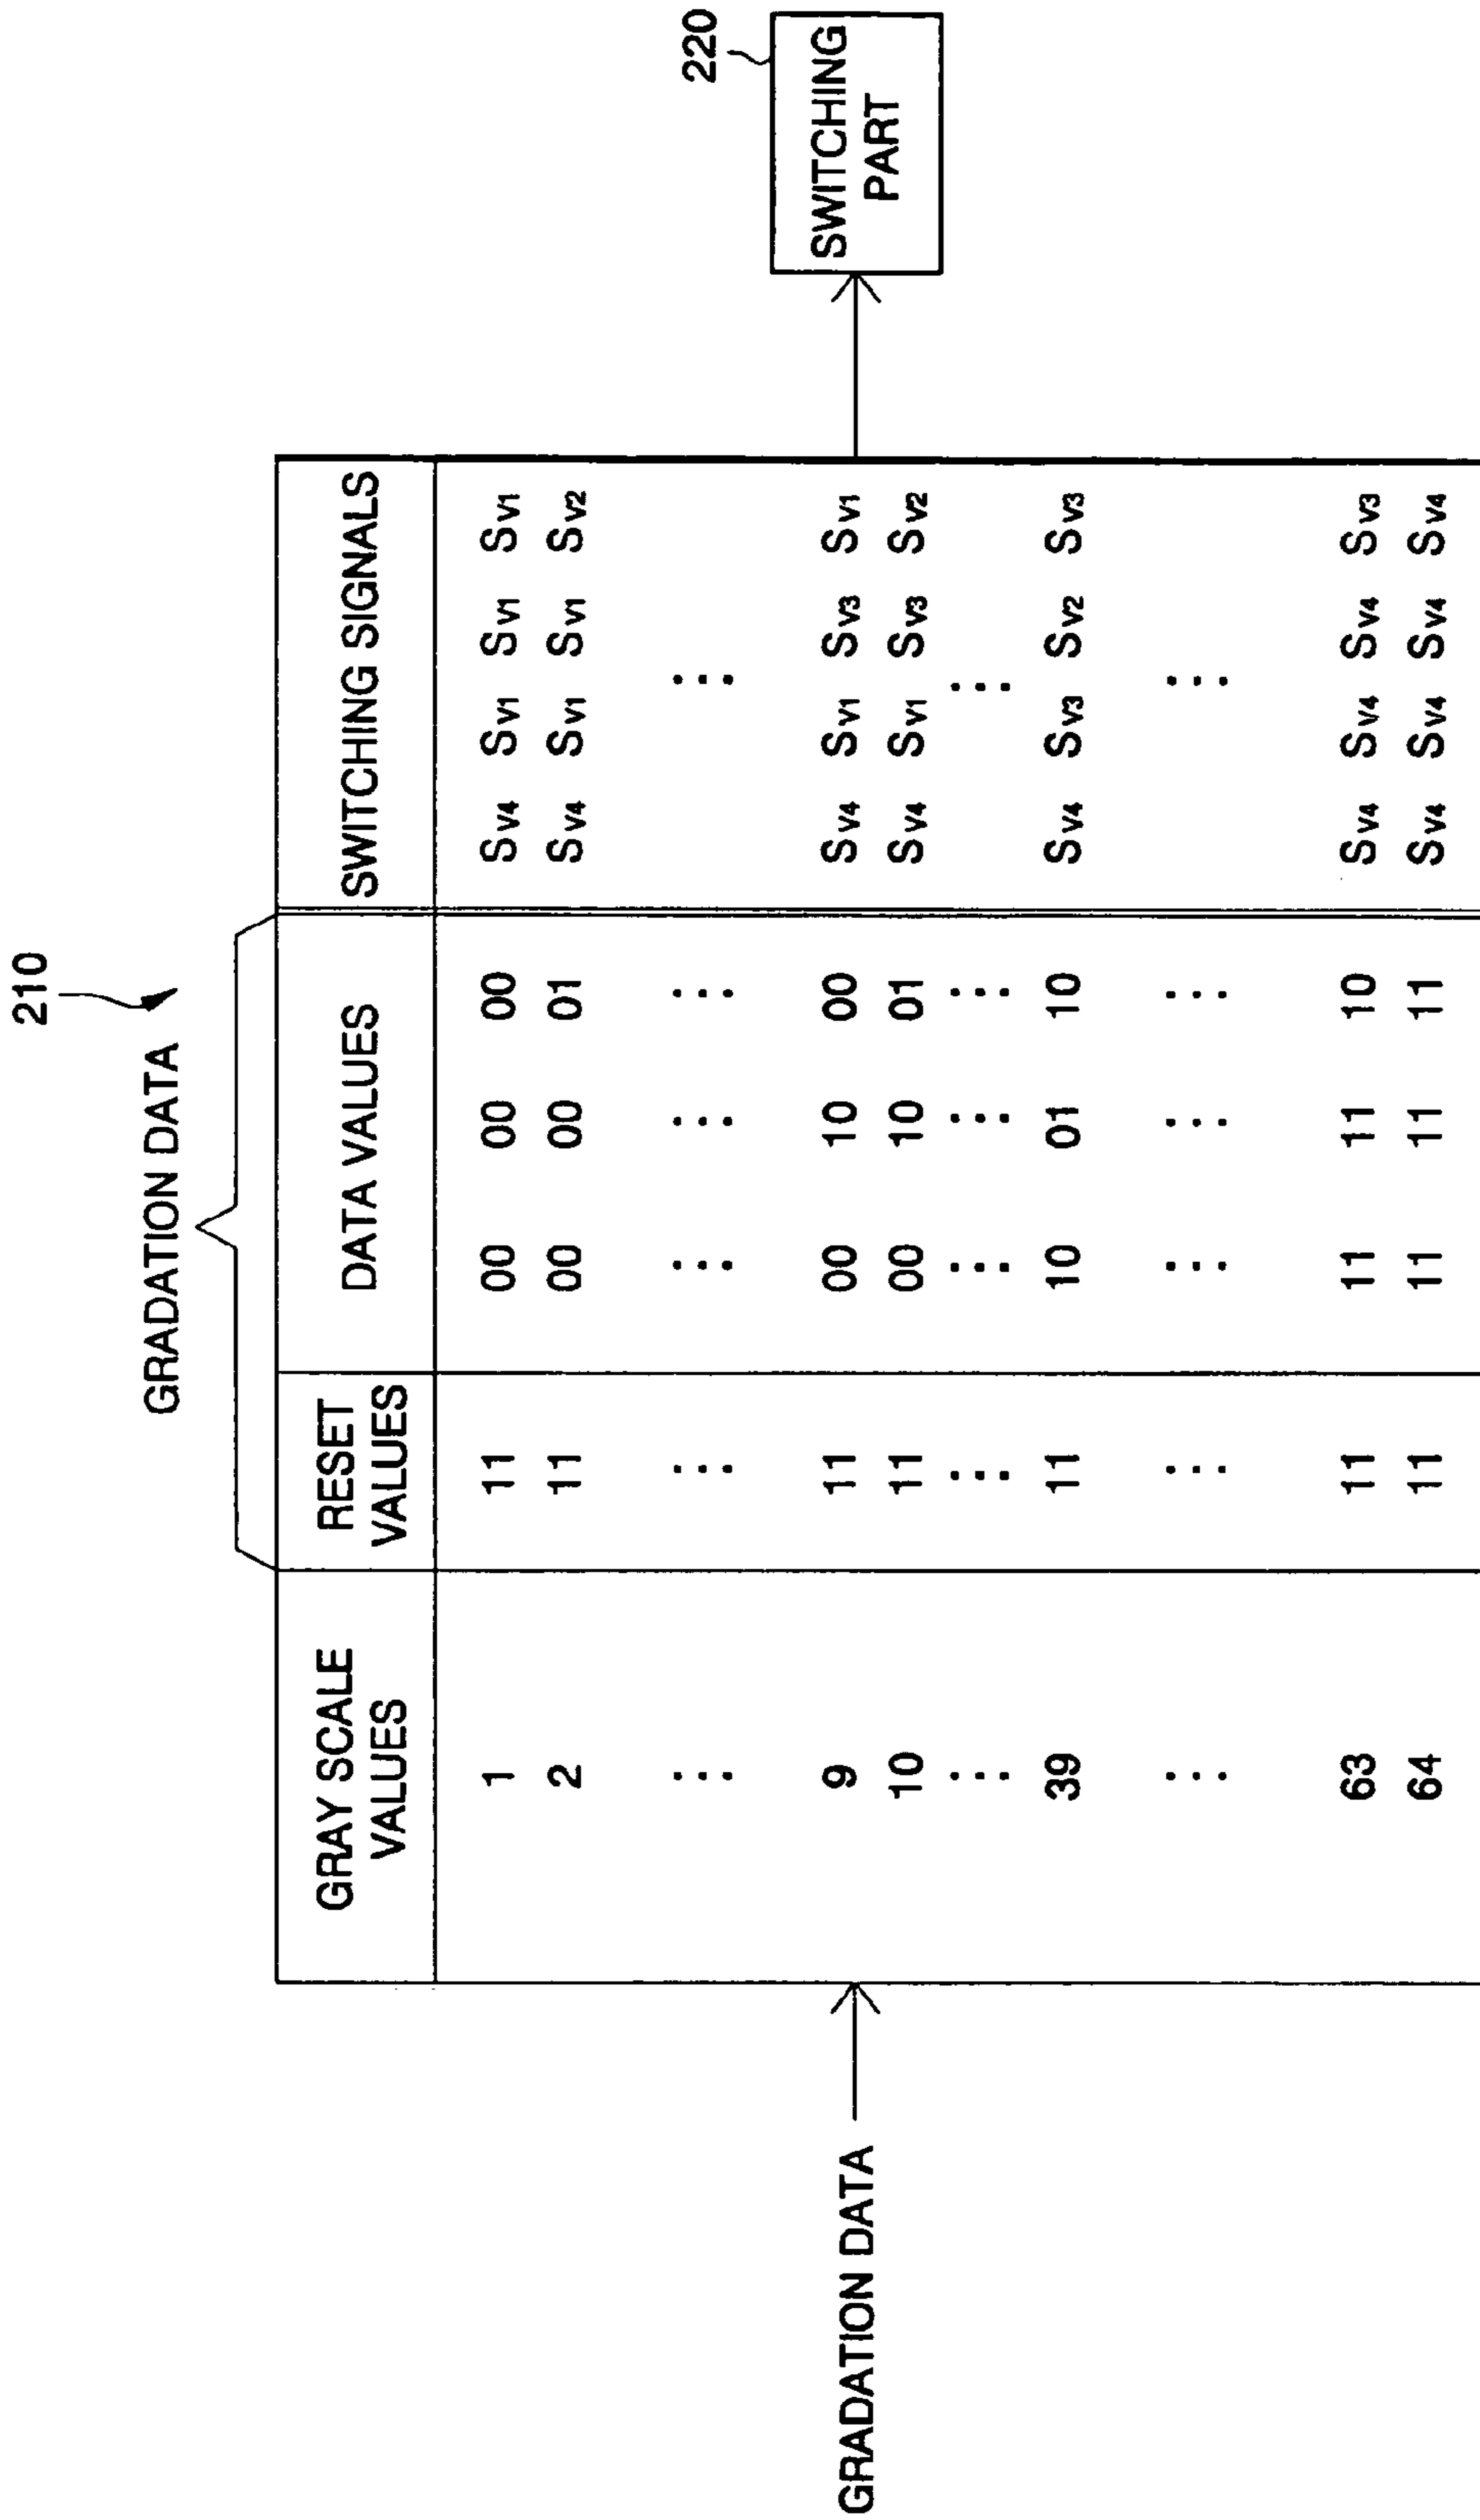 210
GRADATION DATA
GRAY SCALE VALUES RESET VALUES DATA VALUES SWITCHING SIGNALS
1 11 00 00 00 SV4 SV1 SV1 SV1
2 11 00 00 01 SV4 SV1 SV1 SV2
... ... ... ... ... ...
9 11 00 10 00 SV4 SV1 SV3 SV1
10 11 00 10 01 SV4 SV1 SV3 SV2
... ... ... ... ... ...
39 11 10 01 10 SV4 SV3 SV2 SV3
... ... ... ... ... ...
63 11 11 11 10 SV4 SV4 SV4 SV3
64 11 11 11 11 SV4 SV4 SV4 SV4
GRADATION DATA
220
SWITCHING
PART